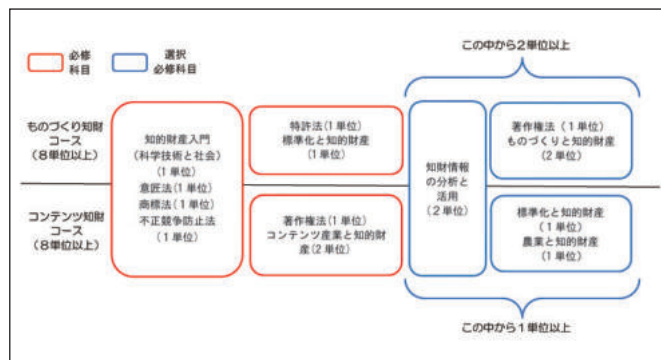 必修
科目
選択
必修科目
この中から2単位以上
ものづくり知財
コース
(8単位以上)
知的財産入門
(科学技術と社会)
(1単位)
意匠法(1単位)
商標法(1単位)
不正競争防止法
(1単位)
特許法(1単位)
標準化と知的財産
(1単位)
知財情報
の分析と
活用
(2単位)
著作権法(1単位)
ものづくりと知的財産
(2単位)
コンテンツ知財
コース
(8単位以上)
著作権法(1単位)
コンテンツ産業と知的財
産(2単位)
標準化と知的財産
(1単位)
農業と知的財産
(1単位)
この中から1単位以上